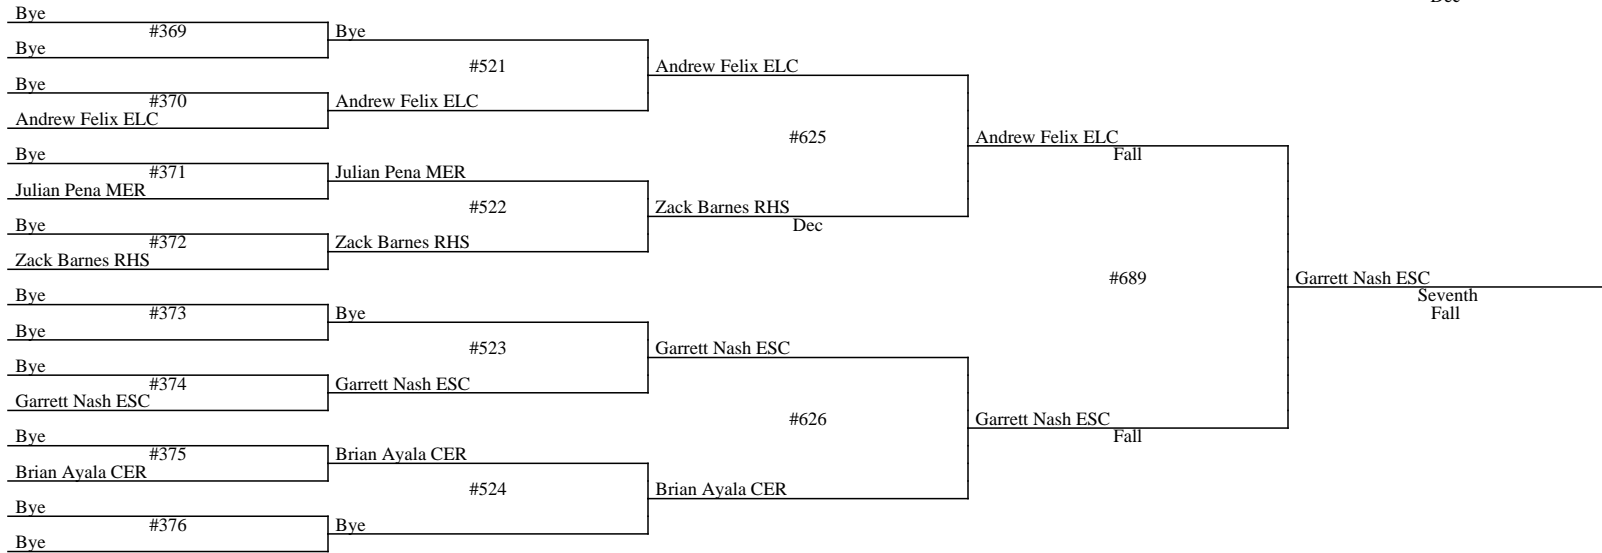 Bye
#369
Bye
Bye
#370
Andrew Felix ELC
Bye
#371
Julian Pena MER
Bye
#372
Zack Barnes RHS
Bye
#373
Bye
Bye
#374
Garrett Nash ESC
Bye
#375
Brian Ayala CER
Bye
#376
Bye
Bye
#521
Andrew Felix ELC
Julian Pena MER
#522
Zack Barnes RHS
Bye
#523
Garrett Nash ESC
Brian Ayala CER
#524
Bye
Andrew Felix ELC
#625
Zack Barnes RHS
Dec
Garrett Nash ESC
#626
Brian Ayala CER
Andrew Felix ELC
Fall
#689
Garrett Nash ESC
Fall
Garrett Nash ESC
Seventh
Fall